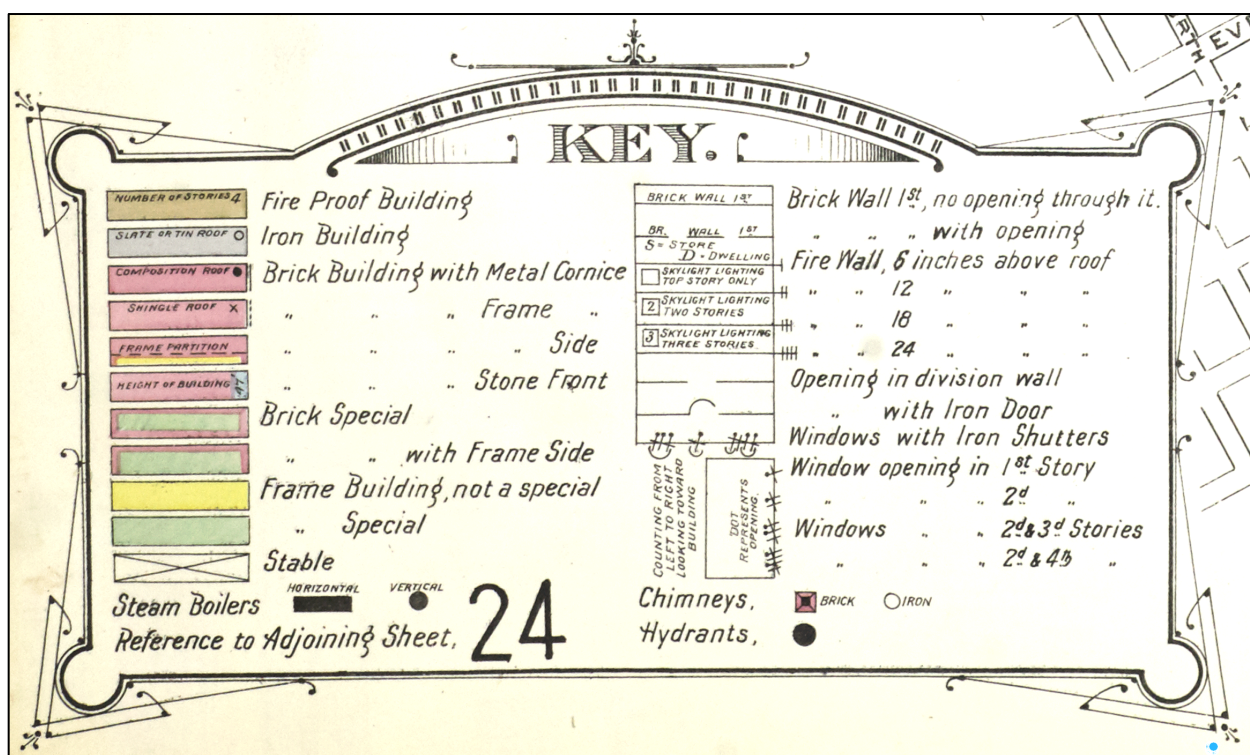 RTH
EV
KEY.
NUMBER OF STORIES 4 Fire Proof Building
SLATE OR TIN ROOF Iron Building
COMPOSITION ROOF Brick Building with Metal Cornice
SHINGLE ROOF X „ „ „ Frame „
FRAME PARTITION „ „ „ „ Side
HEIGHT OF BUILDING 47 „ „ „ Stone Front
Brick Special
„ „ with Frame Side
Frame Building, not a special
„ Special
Stable
HORIZONTAL VERTICAL
Steam Boilers
Reference to Adjoining Sheet, 24
BRICK WALL 1ST Brick Wall 1st, no opening through it.
BR. WALL 1ST „ „ „ with opening
S = STORE
D = DWELLING
Fire Wall, 6 inches above roof
SKYLIGHT LIGHTING
TOP STORY ONLY
„ „ 12 „ „ „
2 SKYLIGHT LIGHTING
TWO STORIES
„ „ 18 „ „ „
3 SKYLIGHT LIGHTING
THREE STORIES.
„ „ 24 „ „ „
Opening in division wall
„ with Iron Door
Windows with Iron Shutters
COUNTING FROM
LEFT TO RIGHT
LOOKING TOWARD
BUILDING
DOT
REPRESENTS
OPENING.
Window opening in 1st Story
„ „ „ 2d „
Windows „ „ 2d & 3d Stories
„ „ „ 2d & 4th „
Chimneys, BRICK IRON
Hydrants,